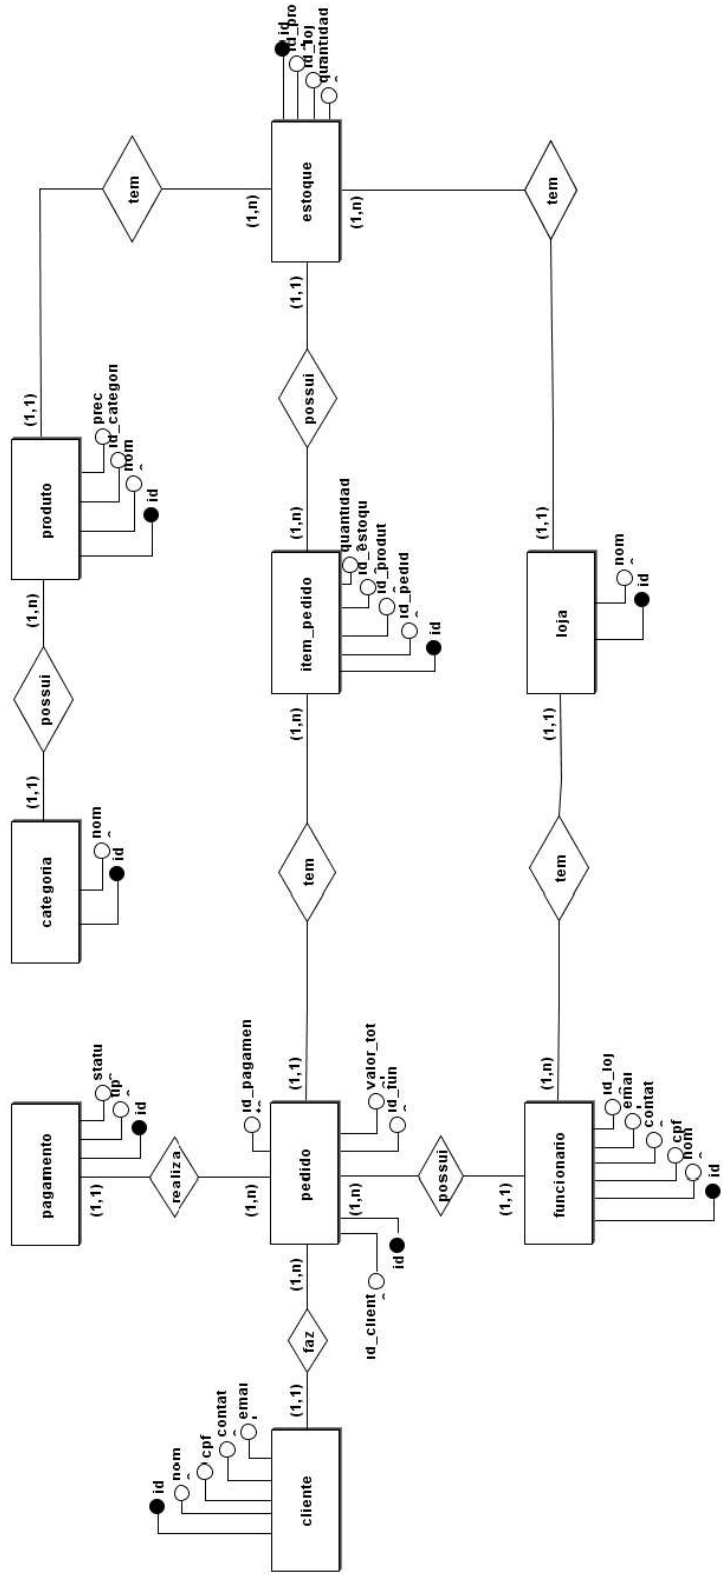 cliente
id
nom
cpf
contat
emai
(1,1)
faz
(1,n)
pedido
id_client
id
id_pagamen
valor_tot
id_fun
(1,n)
realiza
(1,1)
pagamento
statu
tip
id
(1,n)
possui
(1,1)
funcionario
id_loj
emai
contat
cpf
nom
id
(1,n)
tem
(1,1)
loja
nom
id
(1,1)
tem
(1,n)
(1,1)
tem
(1,n)
item_pedido
quantidad
id_estoqu
id_produt
id_pedid
id
(1,n)
possui
(1,1)
estoque
id
id_pro
id_loj
quantidad
(1,n)
tem
(1,1)
produto
prec
id_categori
nom
id
(1,n)
possui
(1,1)
categoria
nom
id